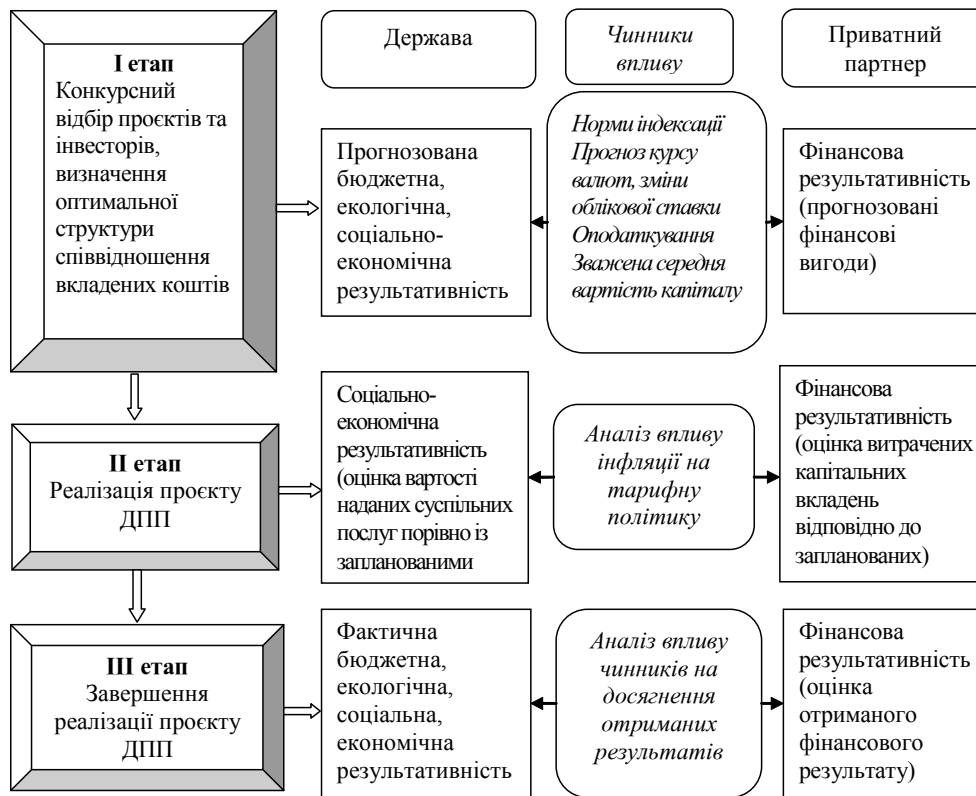 Держава
Чинники
впливу
Приватний
партнер
І етап
Конкурсний
відбір проєктів та
інвесторів,
визначення
оптимальної
структури
співвідношення
вкладених коштів
Прогнозована
бюджетна,
екологічна,
соціально-
економічна
результативність
Норми індексації
Прогноз курсу
валют, зміни
облікової ставки
Оподаткування
Зважена середня
вартість капіталу
Фінансова
результативність
(прогнозовані
фінансові
вигоди)
ІІ етап
Реалізація проєкту
ДПП
Соціально-
економічна
результативність
(оцінка вартості
наданих суспільних
послуг порівно із
запланованими
Аналіз впливу
інфляції на
тарифну
політику
Фінансова
результативність
(оцінка витрачених
капітальних
вкладень
відповідно до
запланованих)
ІІІ етап
Завершення
реалізації проєкту
ДПП
Фактична
бюджетна,
екологічна,
соціальна,
економічна
результативність
Аналіз впливу
чинників на
досягнення
отриманих
результатів
Фінансова
результативність
(оцінка
отриманого
фінансового
результату)